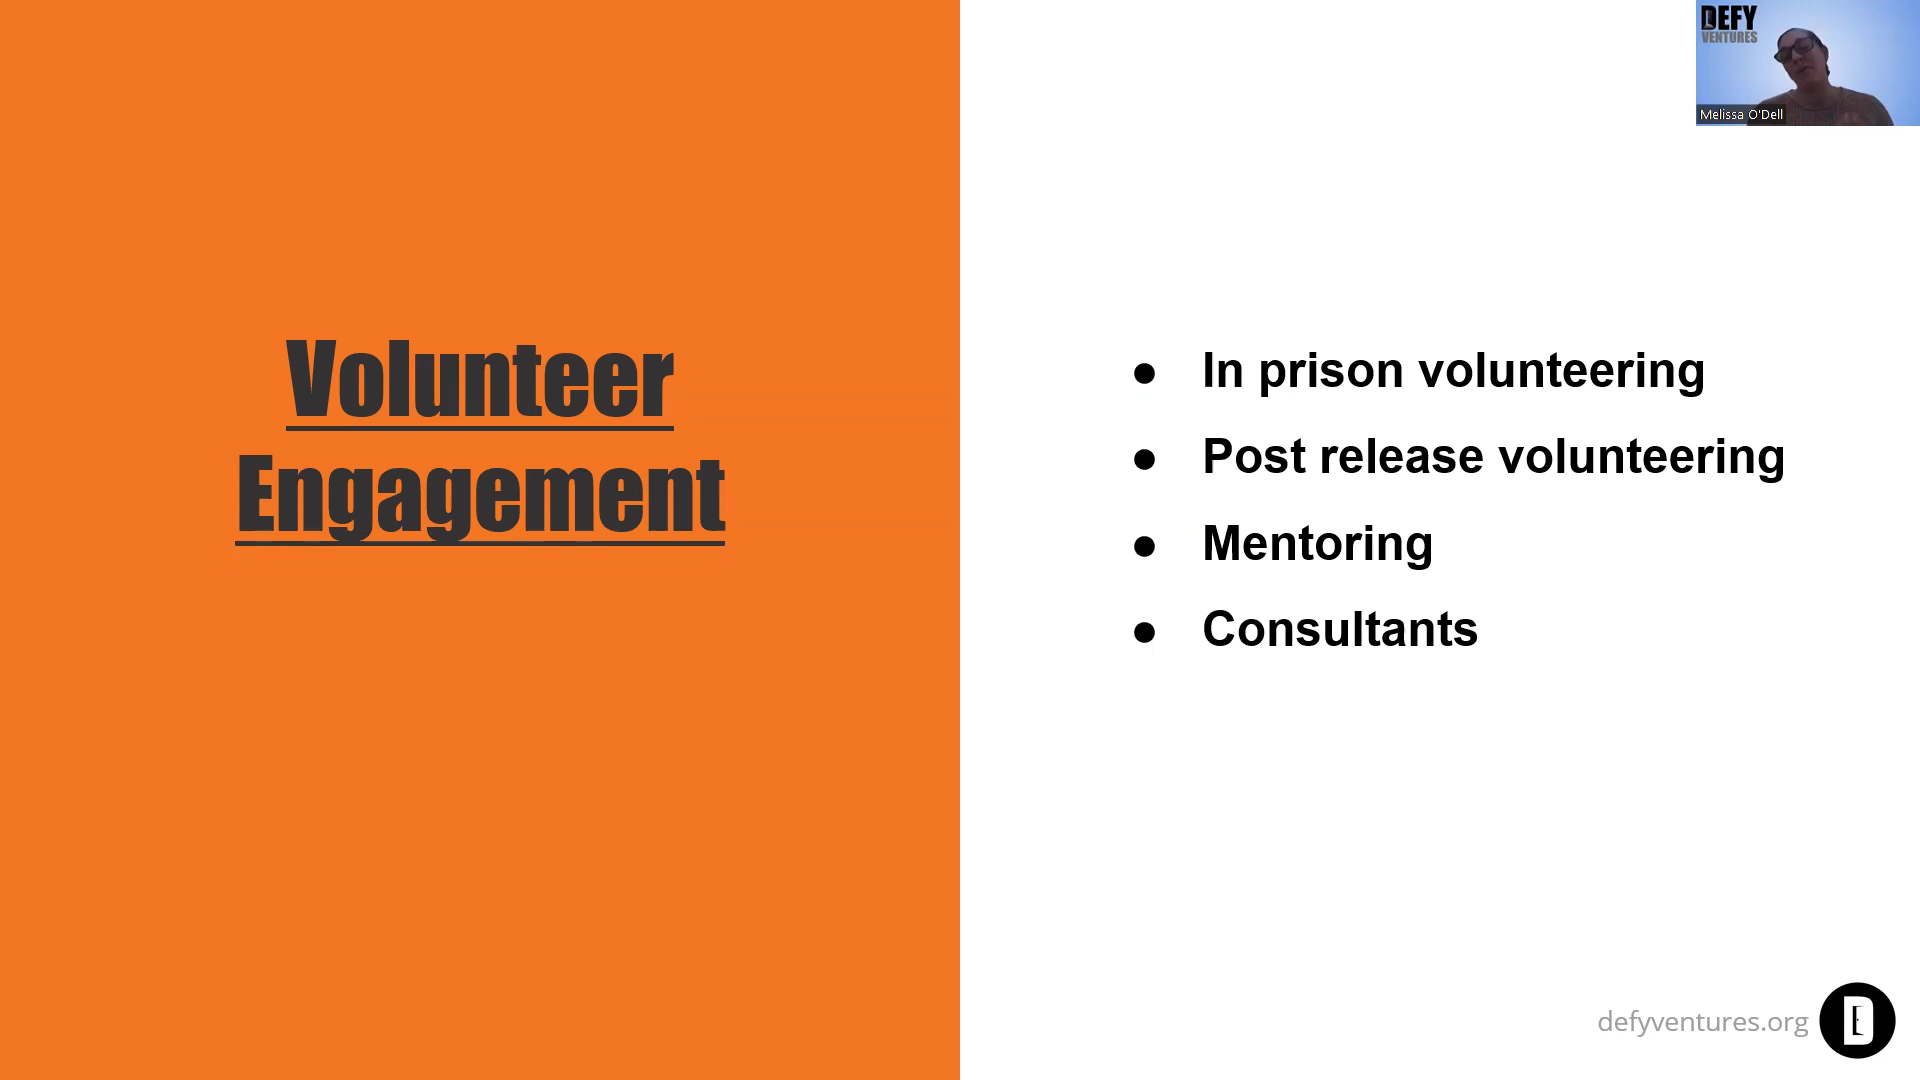 Volunteer
Engagement
In prison volunteering
Post release volunteering
Mentoring
Consultants
DEFY
VENTURES
Melissa O'Dell
defyventures.org
D